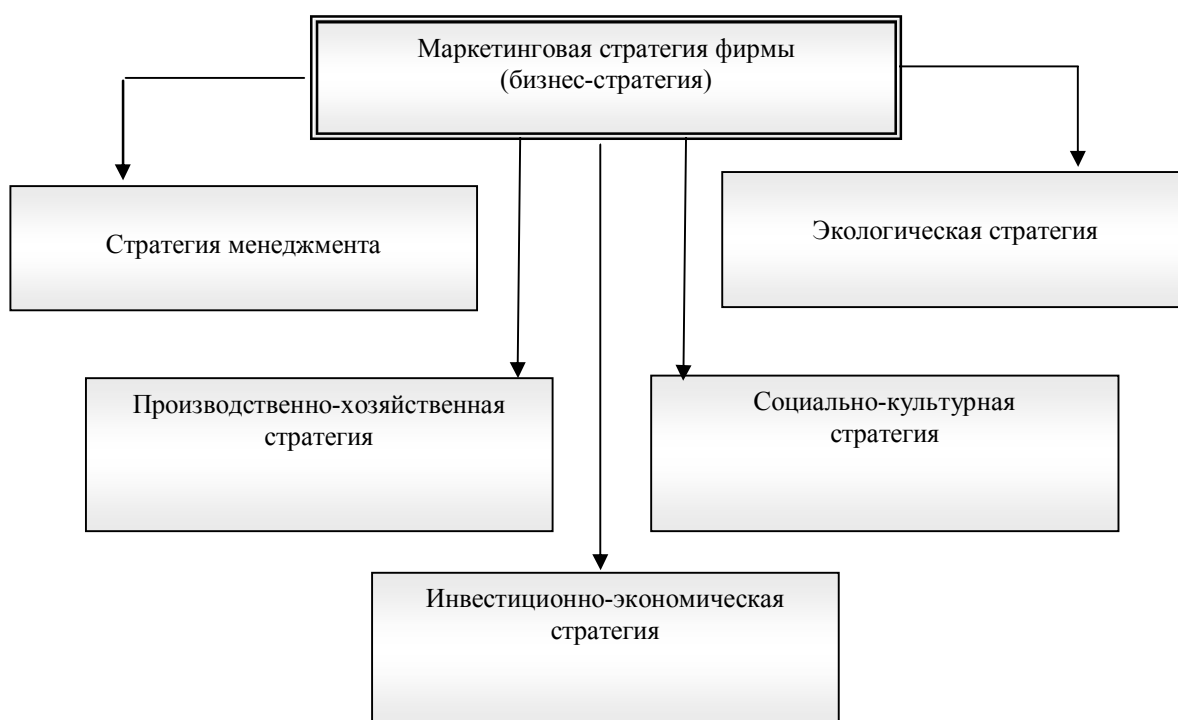 Маркетинговая стратегия фирмы
(бизнес-стратегия)
Стратегия менеджмента
Экологическая стратегия
Производственно-хозяйственная
стратегия
Социально-культурная
стратегия
Инвестиционно-экономическая
стратегия